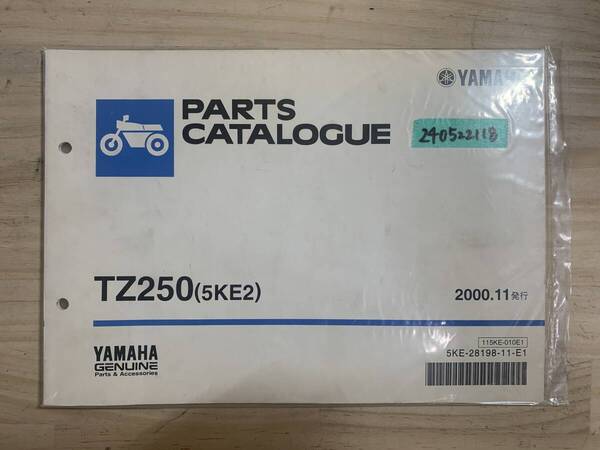 YAMAHA
PARTS
CATALOGUE
240522118
TZ250(5KE2)
2000.11発行
YAMAHA
GENUINE
Parts & Accessories
115KE-010E1
5KE-28198-11-E1